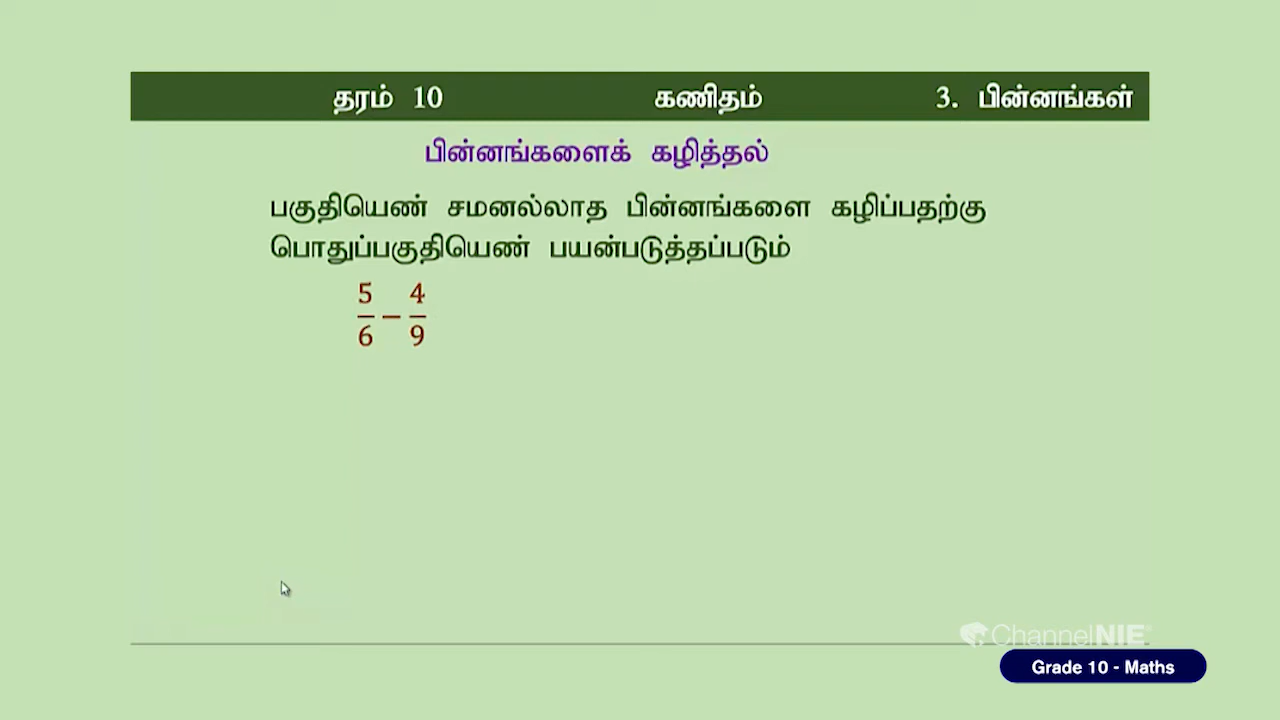 தரம் 10 கணிதம் 3. பின்னங்கள்
பின்னங்களைக் கழித்தல்
பகுதியெண் சமனல்லாத பின்னங்களை கழிப்பதற்கு
பொதுப்பகுதியெண் பயன்படுத்தப்படும்
5/6 − 4/9
ChannelNIE
Grade 10 - Maths